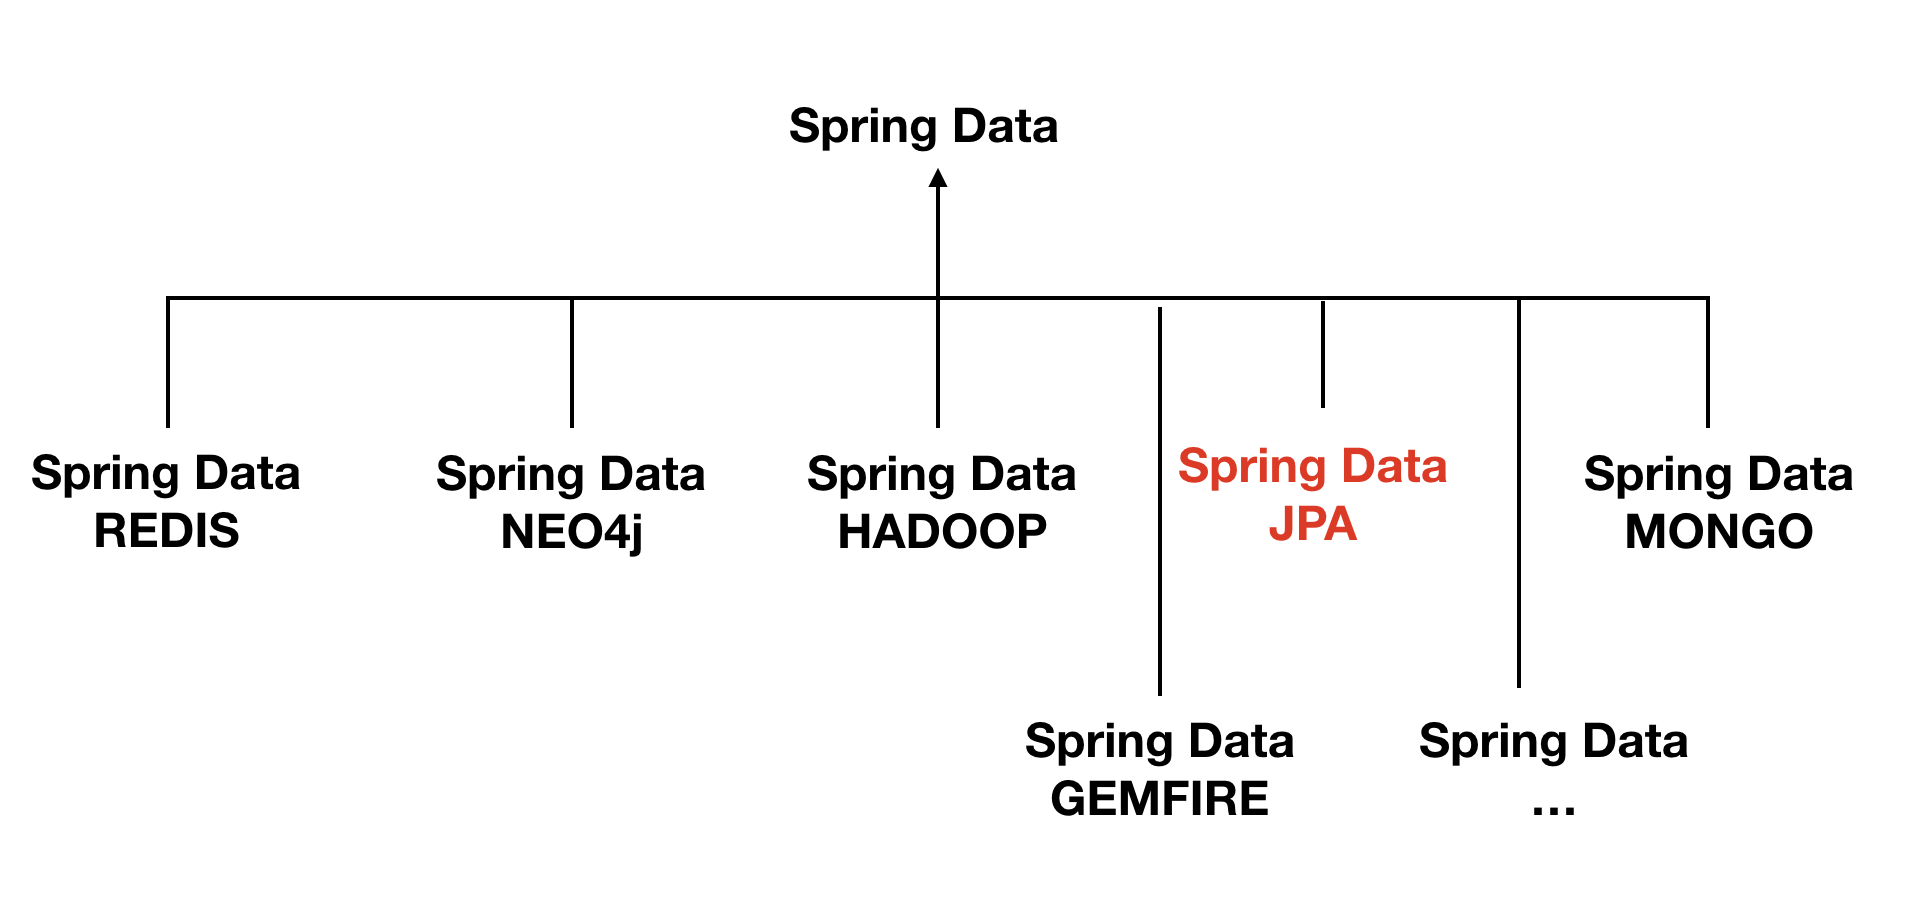 Spring Data
Spring Data
REDIS
Spring Data
NEO4j
Spring Data
HADOOP
Spring Data
JPA
Spring Data
MONGO
Spring Data
GEMFIRE
Spring Data
...